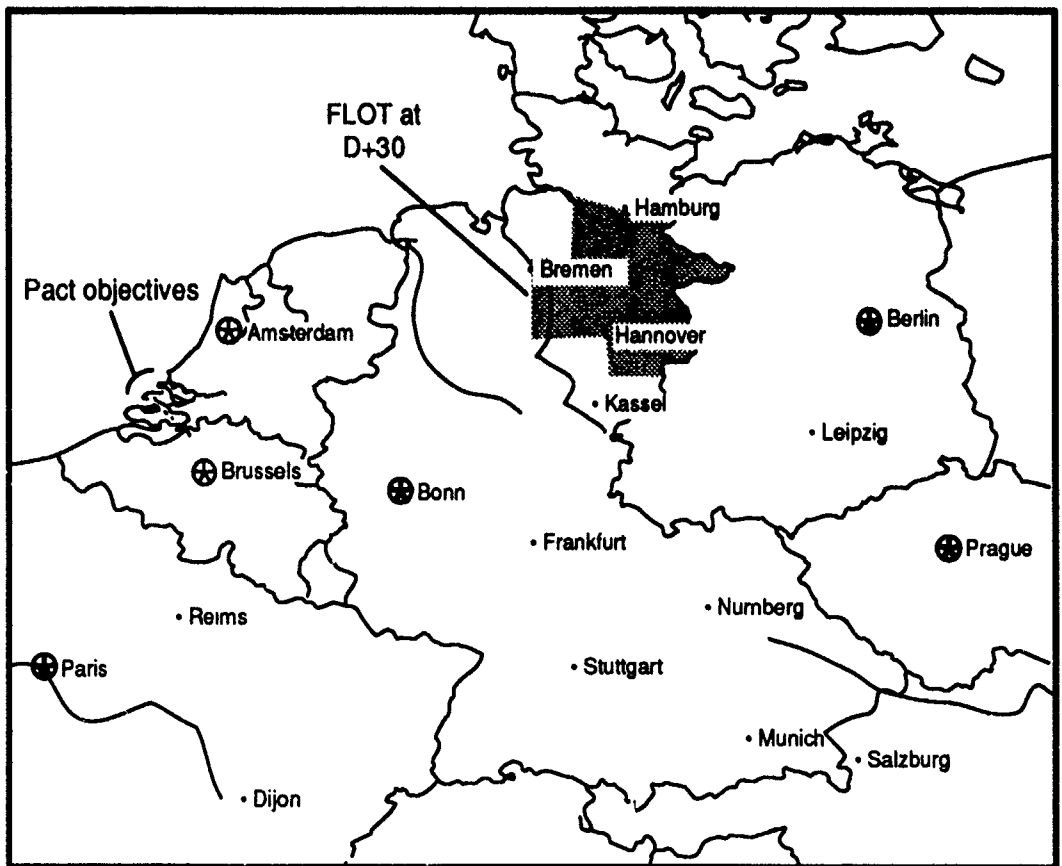 FLOT at
D+30
Hamburg
Bremen
Pact objectives
Amsterdam
Berlin
Hannover
Kassel
Leipzig
Brussels
Bonn
Frankfurt
Prague
Reims
Nurnberg
Paris
Stuttgart
Munich
Salzburg
Dijon